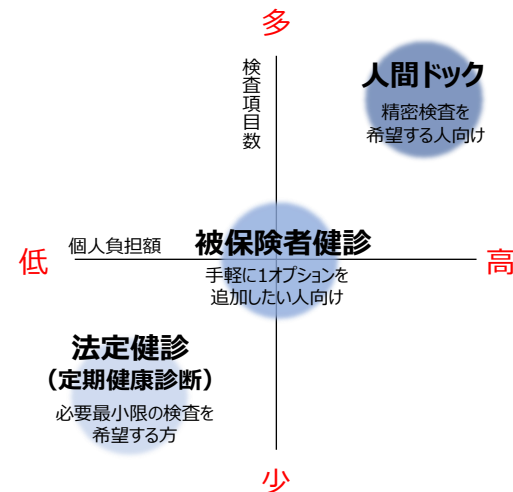 多
検査項目数
人間ドック
精密検査を
希望する人向け
低
個人負担額
被保険者健診
手軽に1オプションを
追加したい人向け
高
法定健診
（定期健康診断）
必要最小限の検査を
希望する方
少